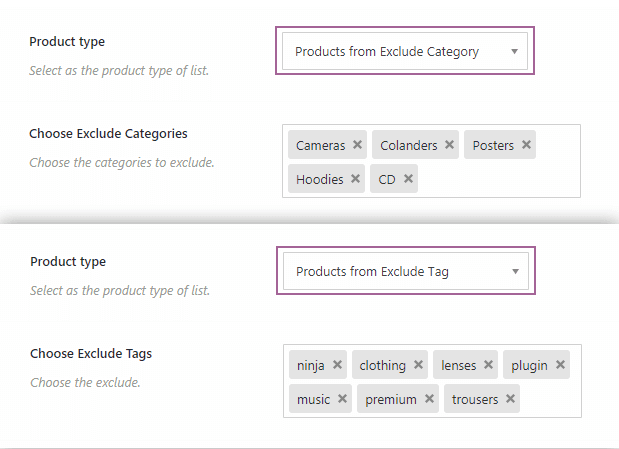 Product type
Products from Exclude Category
Select as the product type of list.
Choose Exclude Categories
Cameras × Colanders × Posters ×
Choose the categories to exclude.
Hoodies × CD ×
Product type
Products from Exclude Tag
Select as the product type of list.
Choose Exclude Tags
ninja × clothing × lenses × plugin ×
Choose the exclude.
music × premium × trousers ×